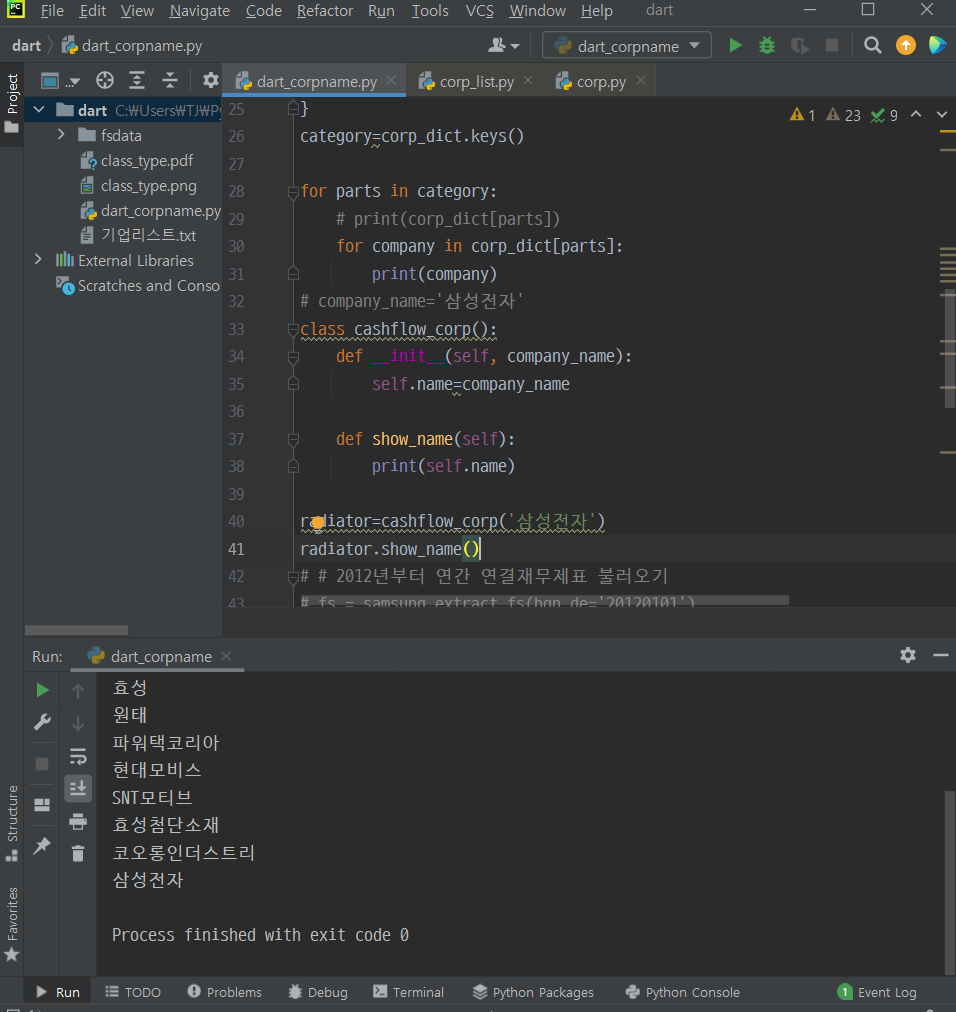 PC File Edit View Navigate Code Refactor Run Tools VCS Window Help dart
dart dart_corpname.py dart_corpname
Project
dart_corpname.py corp_list.py corp.py
dart C:₩Users₩TJ₩Py
fsdata
class_type.pdf
class_type.png
dart_corpname.py
기업리스트.txt
External Libraries
Scratches and Conso
1 23 9
25 }
26 category=corp_dict.keys()
27
28 for parts in category:
29 # print(corp_dict[parts])
30 for company in corp_dict[parts]:
31 print(company)
32 # company_name='삼성전자'
33 class cashflow_corp():
34 def __init__(self, company_name):
35 self.name=company_name
36
37 def show_name(self):
38 print(self.name)
39
40 radiator=cashflow_corp('삼성전자')
41 radiator.show_name()
42 # # 2012년부터 연간 연결재무제표 불러오기
43 # fs = samsung.extract_fs(bgn_de='20120101')
Run: dart_corpname
효성
원태
파워택코리아
현대모비스
SNT모티브
효성첨단소재
코오롱인더스트리
삼성전자
Process finished with exit code 0
Structure
Favorites
Run TODO Problems Debug Terminal Python Packages Python Console 1 Event Log